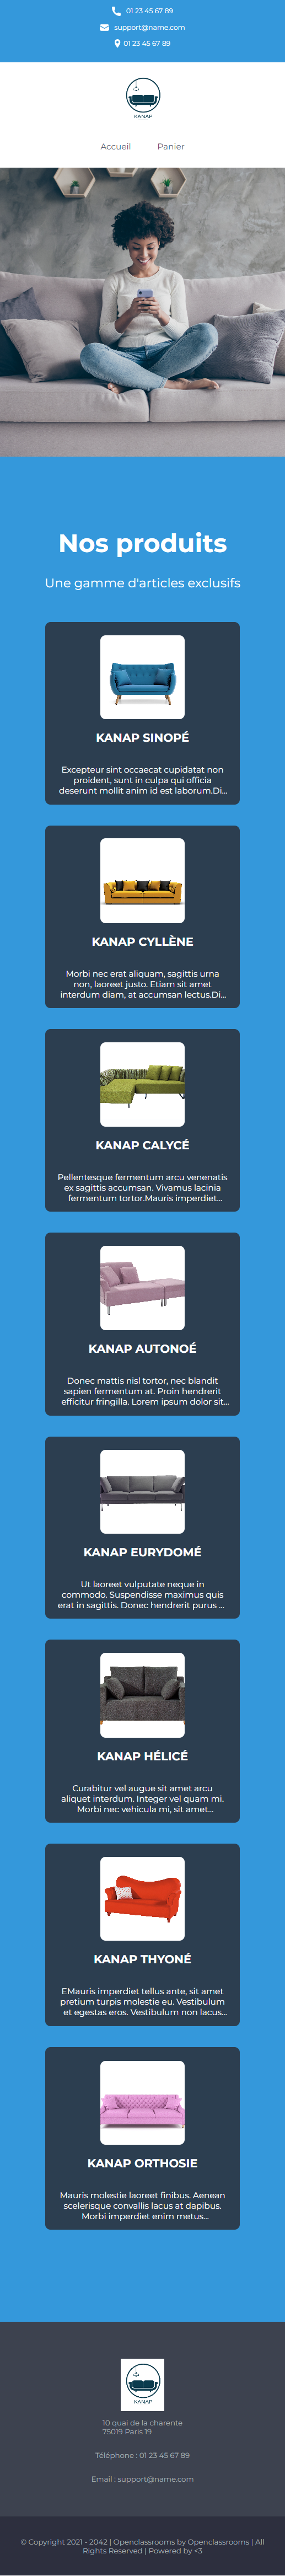 01 23 45 67 89
support@name.com
01 23 45 67 89
KANAP
Accueil Panier
Nos produits
Une gamme d'articles exclusifs
KANAP SINOPÉ
Excepteur sint occaecat cupidatat non
proident, sunt in culpa qui officia
deserunt mollit anim id est laborum.Di...
KANAP CYLLÈNE
Morbi nec erat aliquam, sagittis urna
non, laoreet justo. Etiam sit amet
interdum diam, at accumsan lectus.Di...
KANAP CALYCÉ
Pellentesque fermentum arcu venenatis
ex sagittis accumsan. Vivamus lacinia
fermentum tortor.Mauris imperdiet...
KANAP AUTONOÉ
Donec mattis nisl tortor, nec blandit
sapien fermentum at. Proin hendrerit
efficitur fringilla. Lorem ipsum dolor sit...
KANAP EURYDOMÉ
Ut laoreet vulputate neque in
commodo. Suspendisse maximus quis
erat in sagittis. Donec hendrerit purus ...
KANAP HÉLICÉ
Curabitur vel augue sit amet arcu
aliquet interdum. Integer vel quam mi.
Morbi nec vehicula mi, sit amet...
KANAP THYONÉ
EMauris imperdiet tellus ante, sit amet
pretium turpis molestie eu. Vestibulum
et egestas eros. Vestibulum non lacus...
KANAP ORTHOSIE
Mauris molestie laoreet finibus. Aenean
scelerisque convallis lacus at dapibus.
Morbi imperdiet enim metus...
KANAP
10 quai de la charente
75019 Paris 19
Téléphone : 01 23 45 67 89
Email : support@name.com
© Copyright 2021 - 2042 | Openclassrooms by Openclassrooms | All
Rights Reserved | Powered by <3